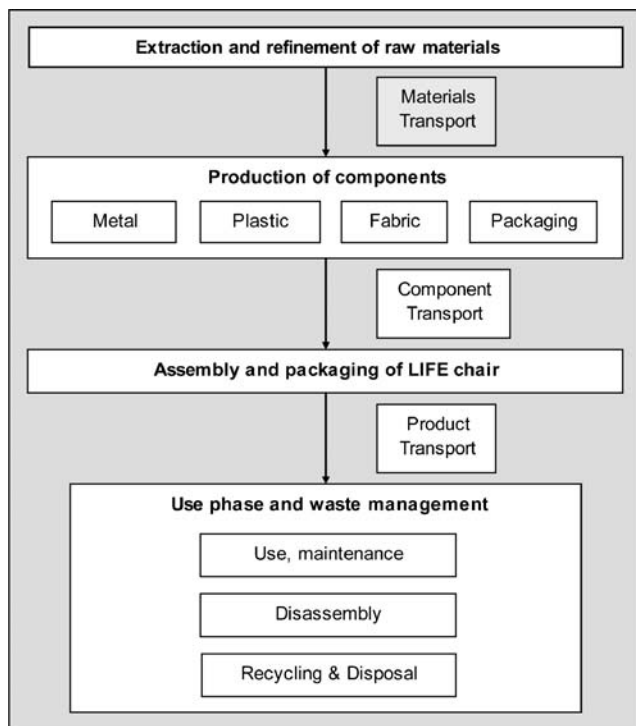 Extraction and refinement of raw materials
Materials
Transport
Production of components
Metal
Plastic
Fabric
Packaging
Component
Transport
Assembly and packaging of LIFE chair
Product
Transport
Use phase and waste management
Use, maintenance
Disassembly
Recycling & Disposal